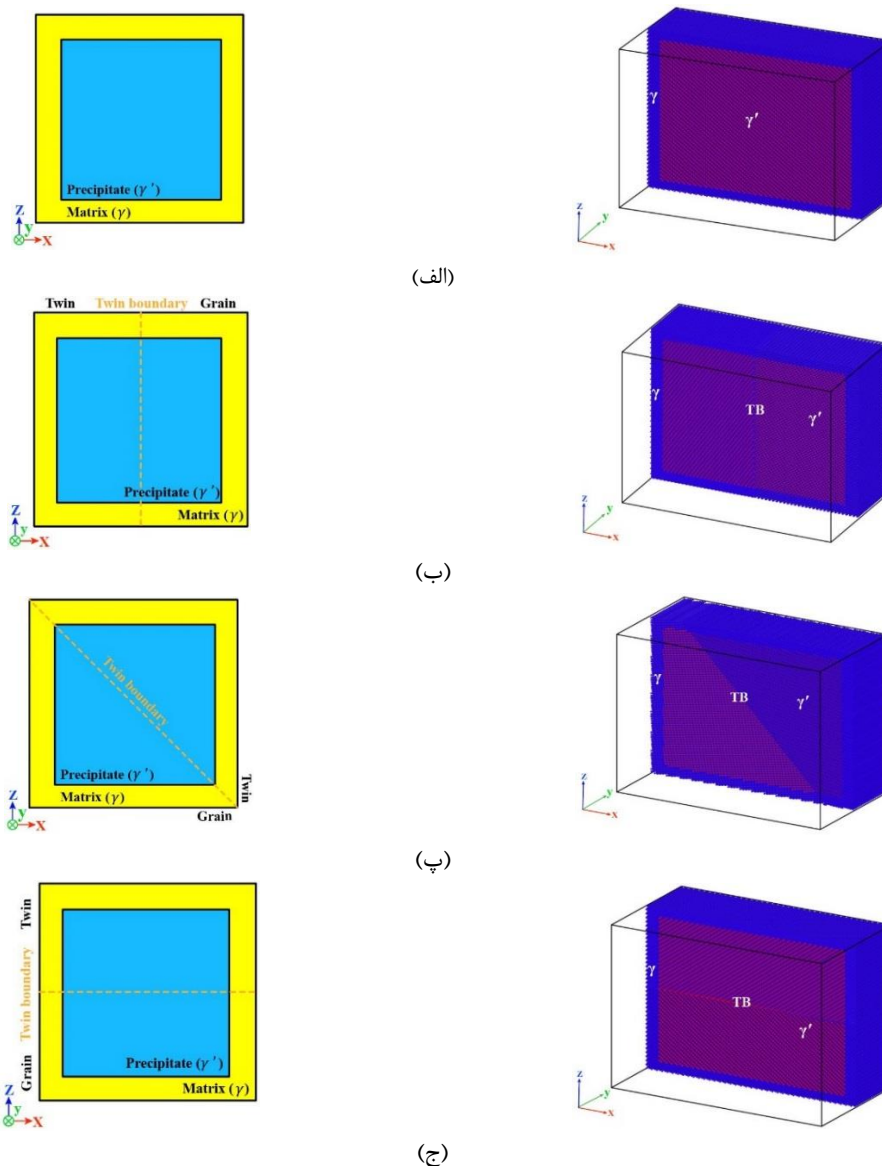 Precipitate (γ')
Matrix (γ)
Z
y
X
γ
γ'
z
y
x
(الف)
Twin Twin boundary Grain
Precipitate (γ')
Matrix (γ)
Z
y
X
γ
TB
γ'
z
y
x
(ب)
Twin boundary
Precipitate (γ')
Matrix (γ)
Twin
Grain
Z
y
X
γ
TB
γ'
z
y
x
(پ)
Twin
Twin boundary
Grain
Precipitate (γ')
Matrix (γ)
Z
y
X
γ
TB
γ'
z
y
x
(ج)